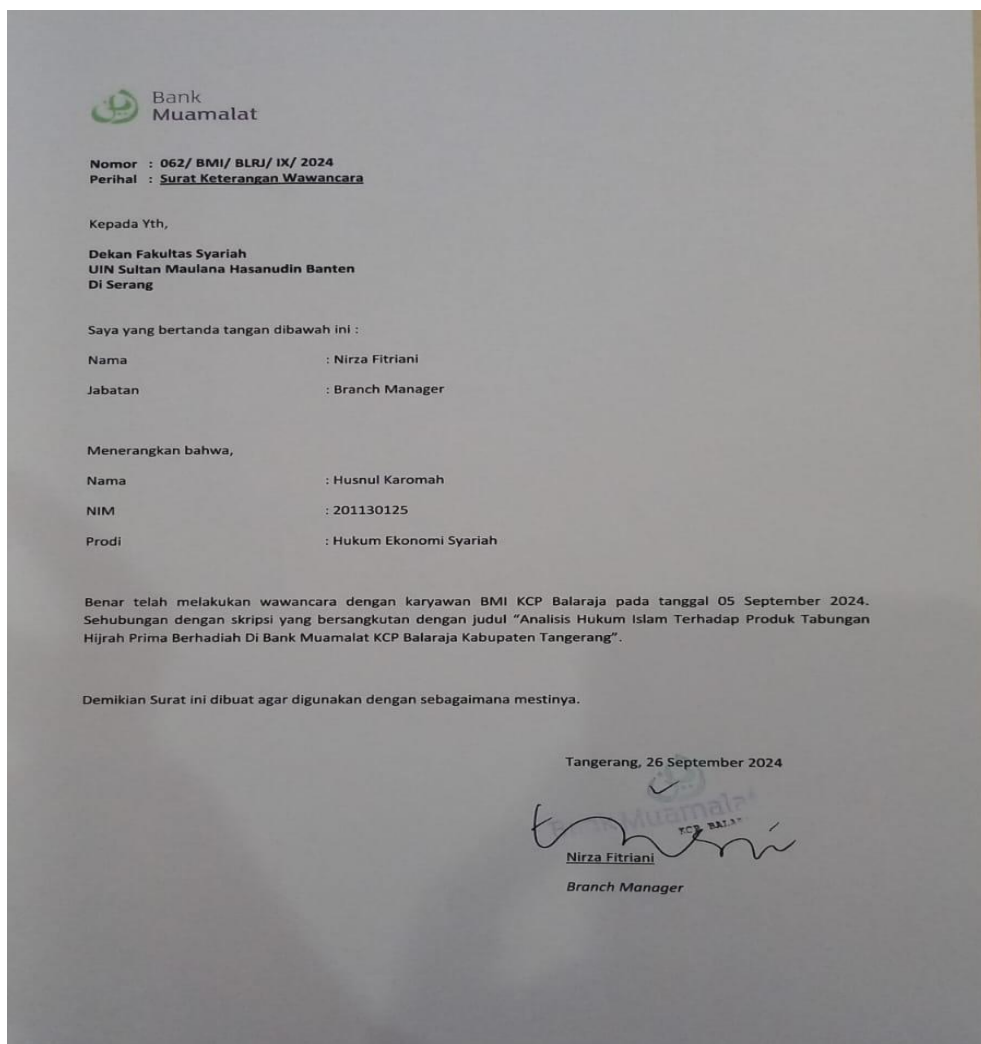 Bank
Muamalat
Nomor : 062/ BMI/ BLRJ/ IX/ 2024
Perihal : Surat Keterangan Wawancara
Kepada Yth,
Dekan Fakultas Syariah
UIN Sultan Maulana Hasanudin Banten
Di Serang
Saya yang bertanda tangan dibawah ini :
Nama : Nirza Fitriani
Jabatan : Branch Manager
Menerangkan bahwa,
Nama : Husnul Karomah
NIM : 201130125
Prodi : Hukum Ekonomi Syariah
Benar telah melakukan wawancara dengan karyawan BMI KCP Balaraja pada tanggal 05 September 2024.
Sehubungan dengan skripsi yang bersangkutan dengan judul “Analisis Hukum Islam Terhadap Produk Tabungan
Hijrah Prima Berhadiah Di Bank Muamalat KCP Balaraja Kabupaten Tangerang”.
Demikian Surat ini dibuat agar digunakan dengan sebagaimana mestinya.
Tangerang, 26 September 2024
Bank Muamalat
KCP
Nirza Fitriani
Branch Manager